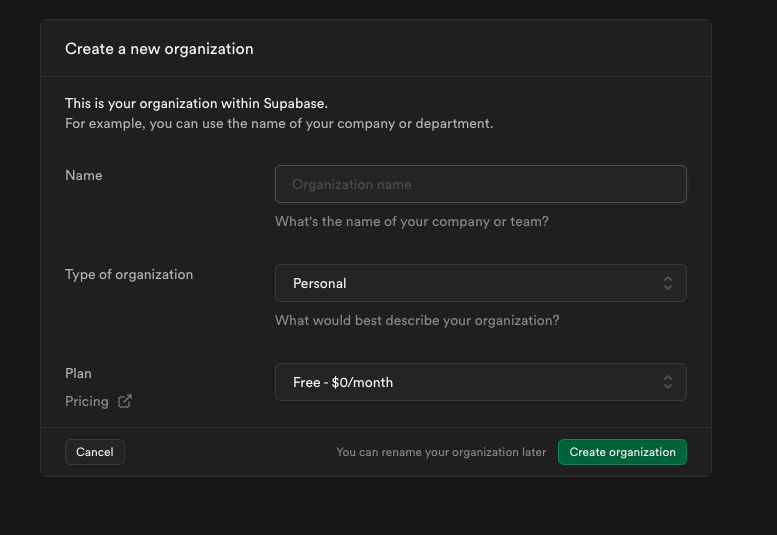 Create a new organization
This is your organization within Supabase.
For example, you can use the name of your company or department.
Name
Organization name
What's the name of your company or team?
Type of organization
Personal
What would best describe your organization?
Plan
Free - $0/month
Pricing
Cancel
You can rename your organization later
Create organization